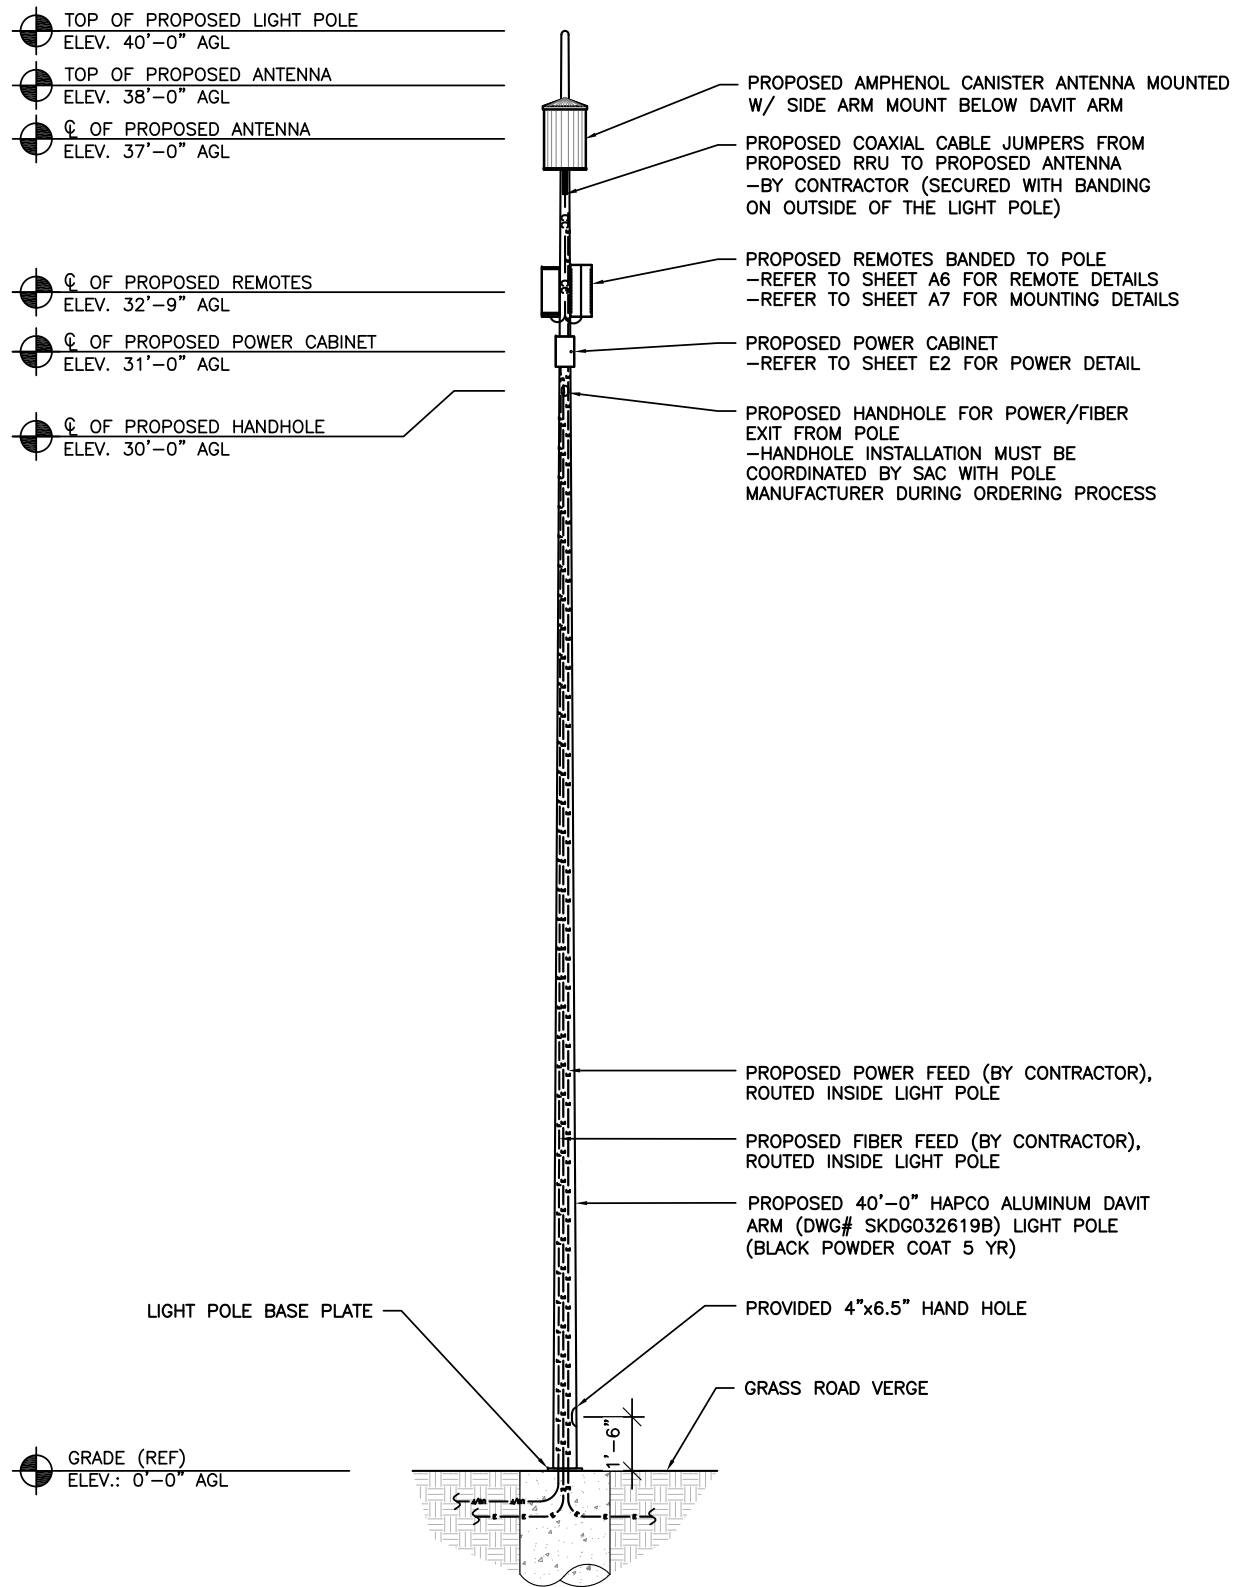 TOP OF PROPOSED LIGHT POLE
ELEV. 40'-0" AGL
TOP OF PROPOSED ANTENNA
ELEV. 38'-0" AGL
℄ OF PROPOSED ANTENNA
ELEV. 37'-0" AGL
℄ OF PROPOSED REMOTES
ELEV. 32'-9" AGL
℄ OF PROPOSED POWER CABINET
ELEV. 31'-0" AGL
℄ OF PROPOSED HANDHOLE
ELEV. 30'-0" AGL
PROPOSED AMPHENOL CANISTER ANTENNA MOUNTED
W/ SIDE ARM MOUNT BELOW DAVIT ARM
PROPOSED COAXIAL CABLE JUMPERS FROM
PROPOSED RRU TO PROPOSED ANTENNA
-BY CONTRACTOR (SECURED WITH BANDING
ON OUTSIDE OF THE LIGHT POLE)
PROPOSED REMOTES BANDED TO POLE
-REFER TO SHEET A6 FOR REMOTE DETAILS
-REFER TO SHEET A7 FOR MOUNTING DETAILS
PROPOSED POWER CABINET
-REFER TO SHEET E2 FOR POWER DETAIL
PROPOSED HANDHOLE FOR POWER/FIBER
EXIT FROM POLE
-HANDHOLE INSTALLATION MUST BE
COORDINATED BY SAC WITH POLE
MANUFACTURER DURING ORDERING PROCESS
PROPOSED POWER FEED (BY CONTRACTOR),
ROUTED INSIDE LIGHT POLE
PROPOSED FIBER FEED (BY CONTRACTOR),
ROUTED INSIDE LIGHT POLE
PROPOSED 40'-0" HAPCO ALUMINUM DAVIT
ARM (DWG# SKDG032619B) LIGHT POLE
(BLACK POWDER COAT 5 YR)
LIGHT POLE BASE PLATE
PROVIDED 4"x6.5" HAND HOLE
GRASS ROAD VERGE
1'-6"
GRADE (REF)
ELEV.: 0'-0" AGL